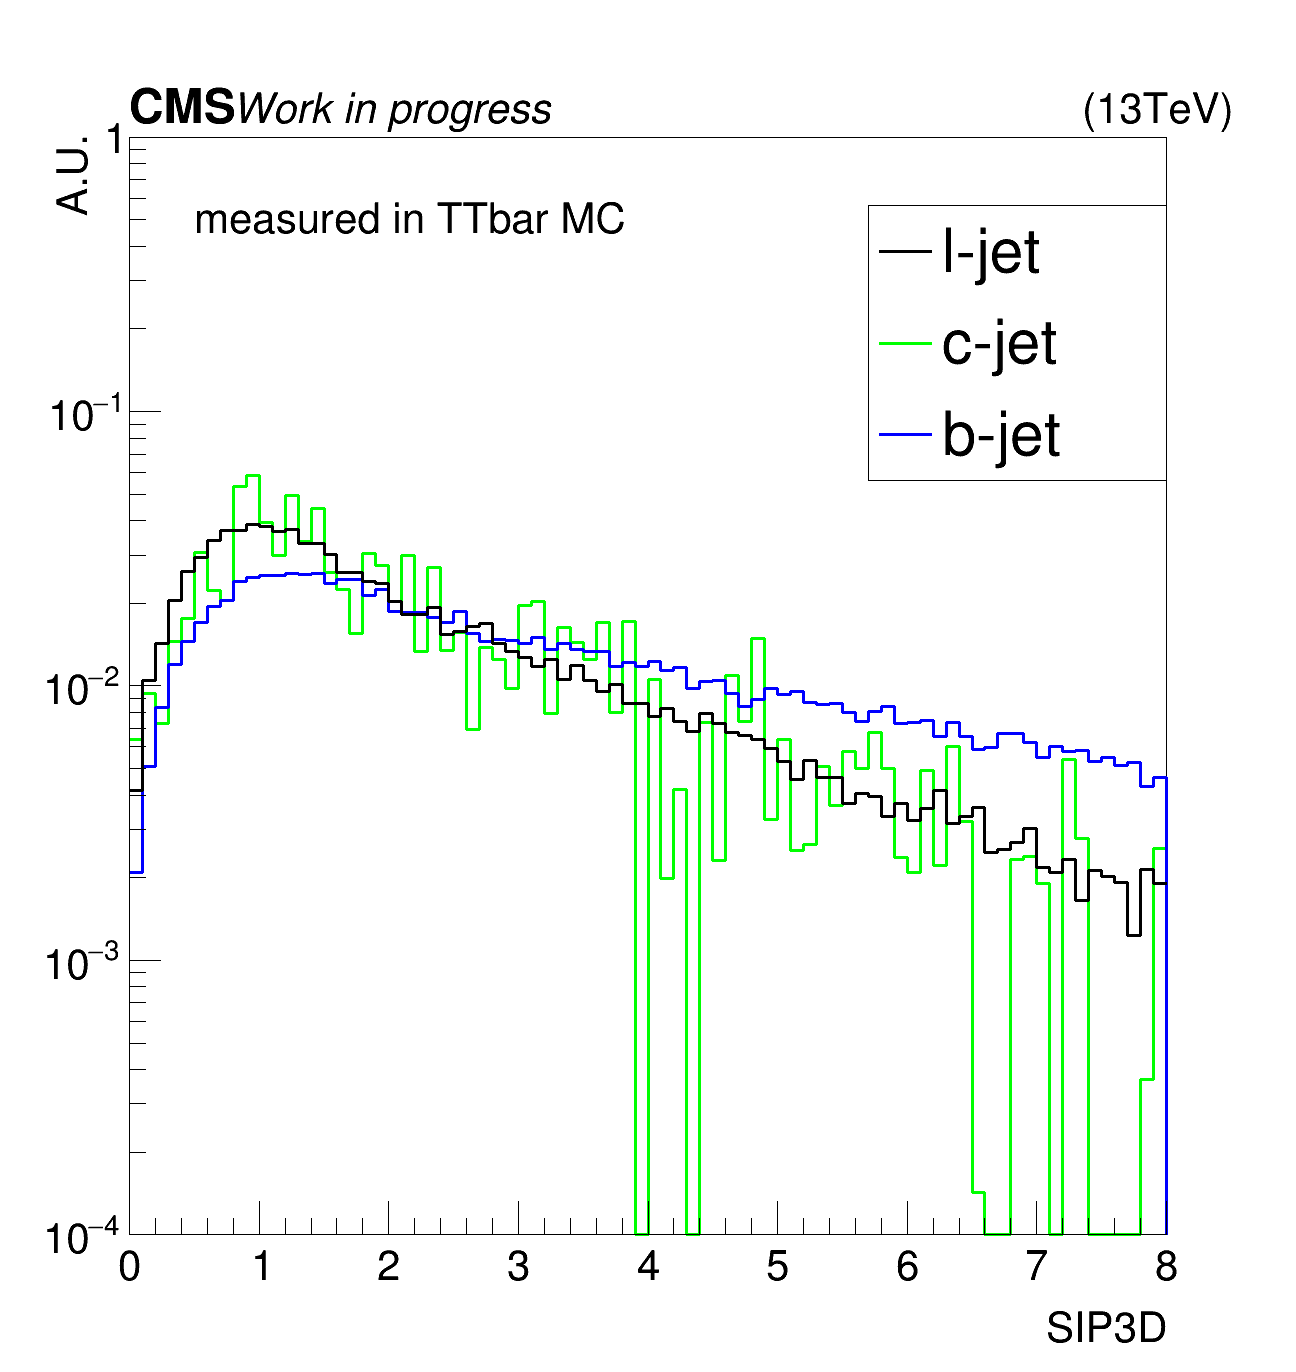 CMS Work in progress (13TeV)
A.U.
measured in TTbar MC
l-jet
c-jet
b-jet
1
10⁻¹
10⁻²
10⁻³
10⁻⁴
0 1 2 3 4 5 6 7 8
SIP3D